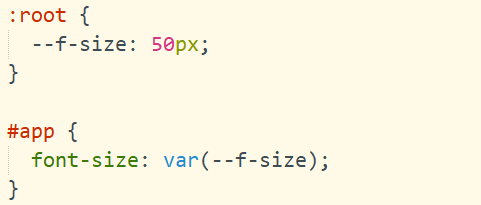 :root {
  --f-size: 50px;
}

#app {
  font-size: var(--f-size);
}